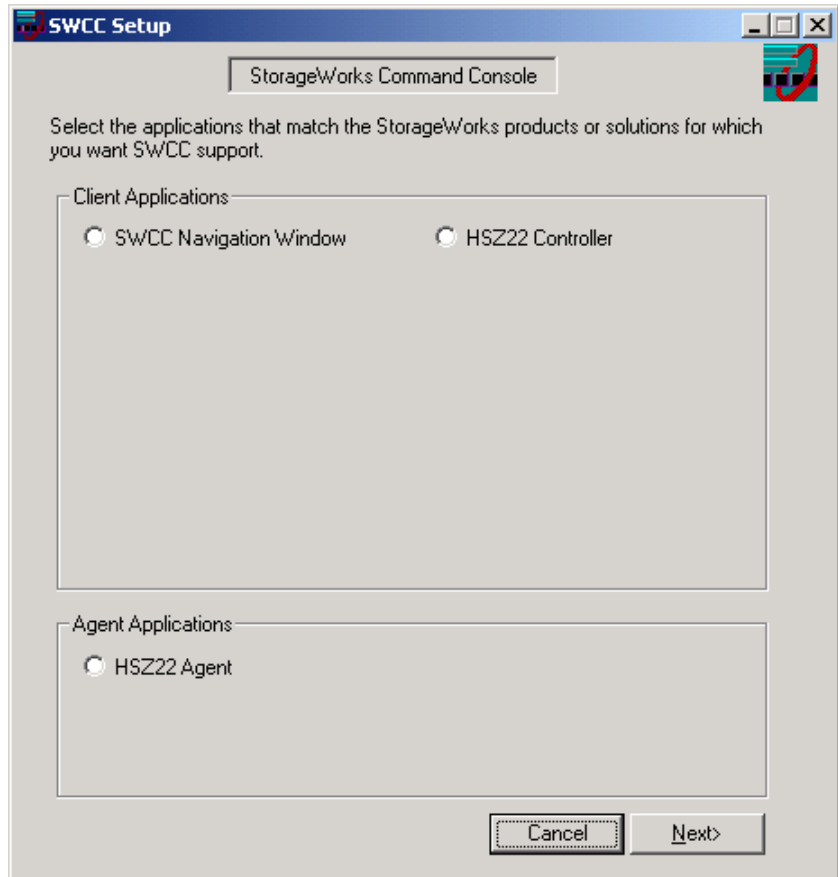 SWCC Setup
StorageWorks Command Console
Select the applications that match the StorageWorks products or solutions for which
you want SWCC support.
Client Applications
SWCC Navigation Window
HSZ22 Controller
Agent Applications
HSZ22 Agent
Cancel
Next>